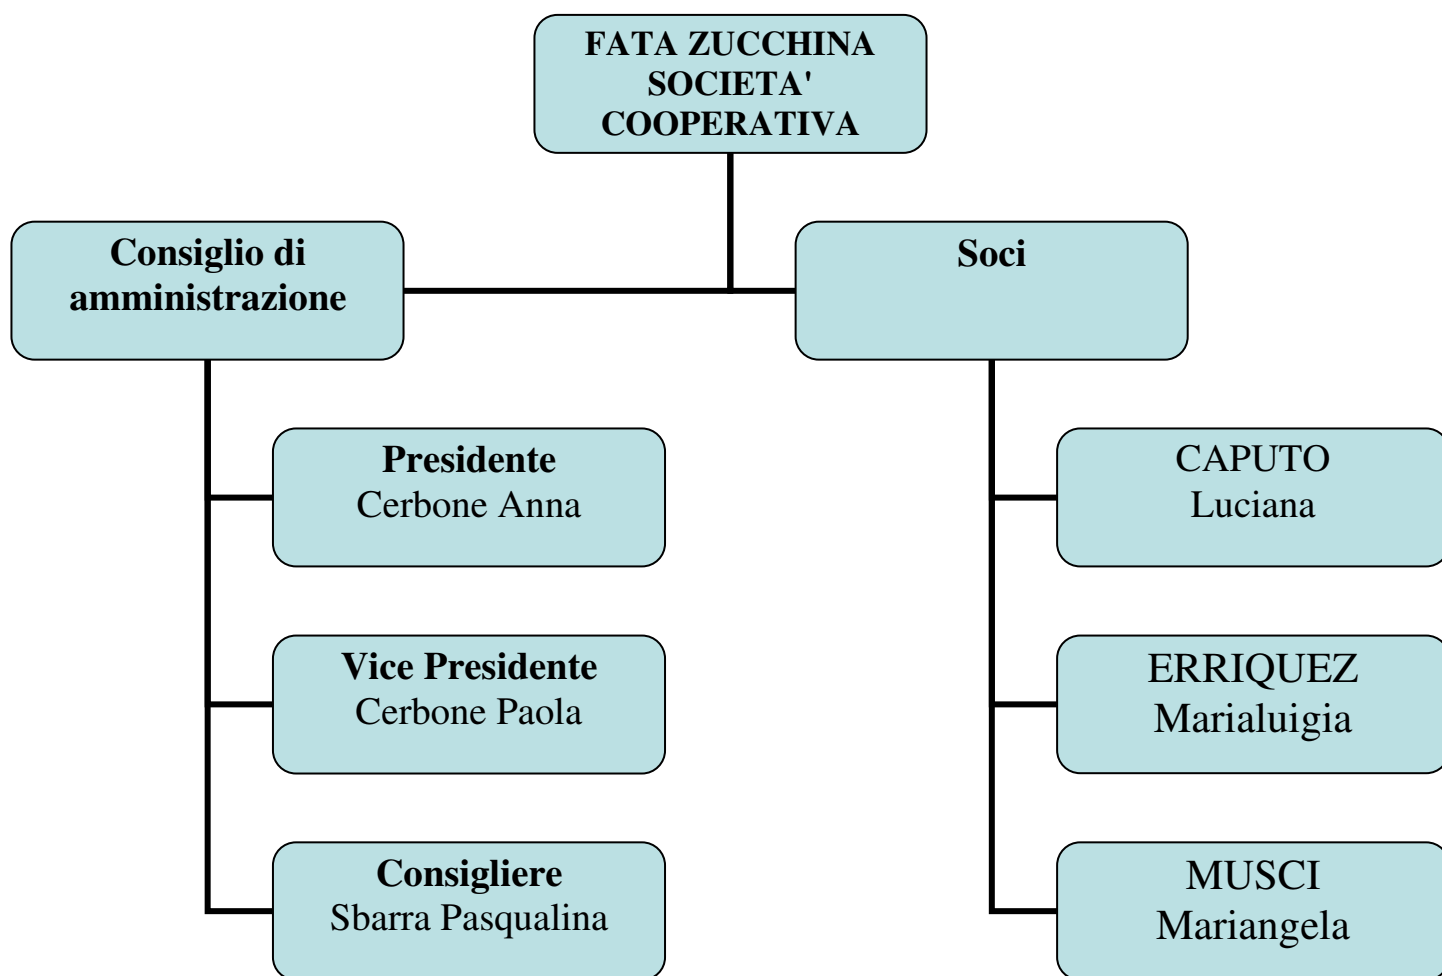 FATA ZUCCHINA
SOCIETA'
COOPERATIVA
Consiglio di
amministrazione
Soci
Presidente
Cerbone Anna
CAPUTO
Luciana
Vice Presidente
Cerbone Paola
ERRIQUEZ
Marialuigia
Consigliere
Sbarra Pasqualina
MUSCI
Mariangela